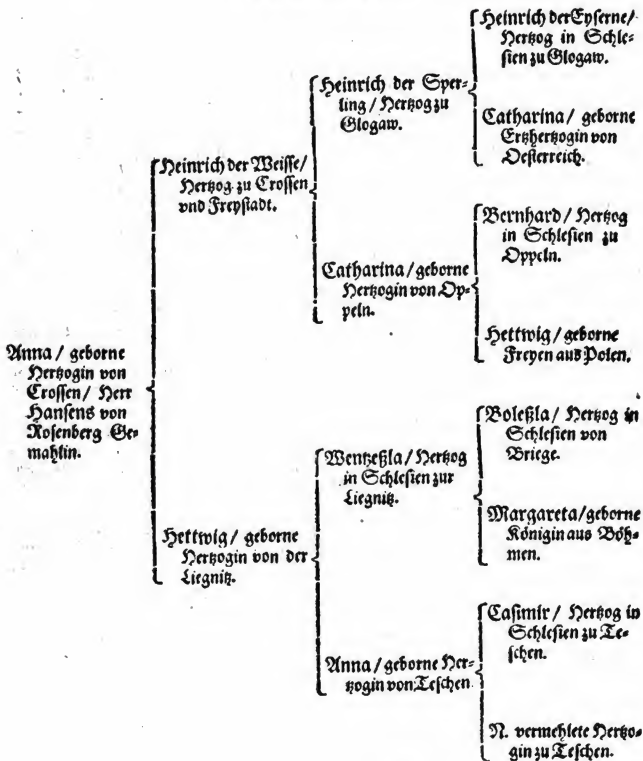 Anna / geborne
Hertzogin von
Crossen / Herr
Hansens von
Rosenberg Ge-
mahlin.
Heinrich der Weisse /
Hertzog zu Crossen
vnd Freystadt.
Heinrich der Sper-
ling / Hertzog zu
Glogaw.
Heinrich der Eyserne /
Hertzog in Schle-
sien zu Glogaw.
Catharina / geborne
Ertzhertzogin von
Oesterreich.
Catharina / geborne
Hertzogin von Op-
peln.
Bernhard / Hertzog
in Schlesien zu
Oppeln.
Hettwig / geborne
Freyen aus Polen.
Hettwig / geborne
Hertzogin von der
Liegnitz.
Wentzeßla / Hertzog
in Schlesien zur
Liegnitz.
Boleßla / Hertzog in
Schlesien von
Briege.
Margareta / geborne
Königin aus Böh-
men.
Anna / geborne Her-
tzogin von Teschen
Casimir / Hertzog in
Schlesien zu Te-
schen.
N. vermehlete Hertzo-
gin zu Teschen.